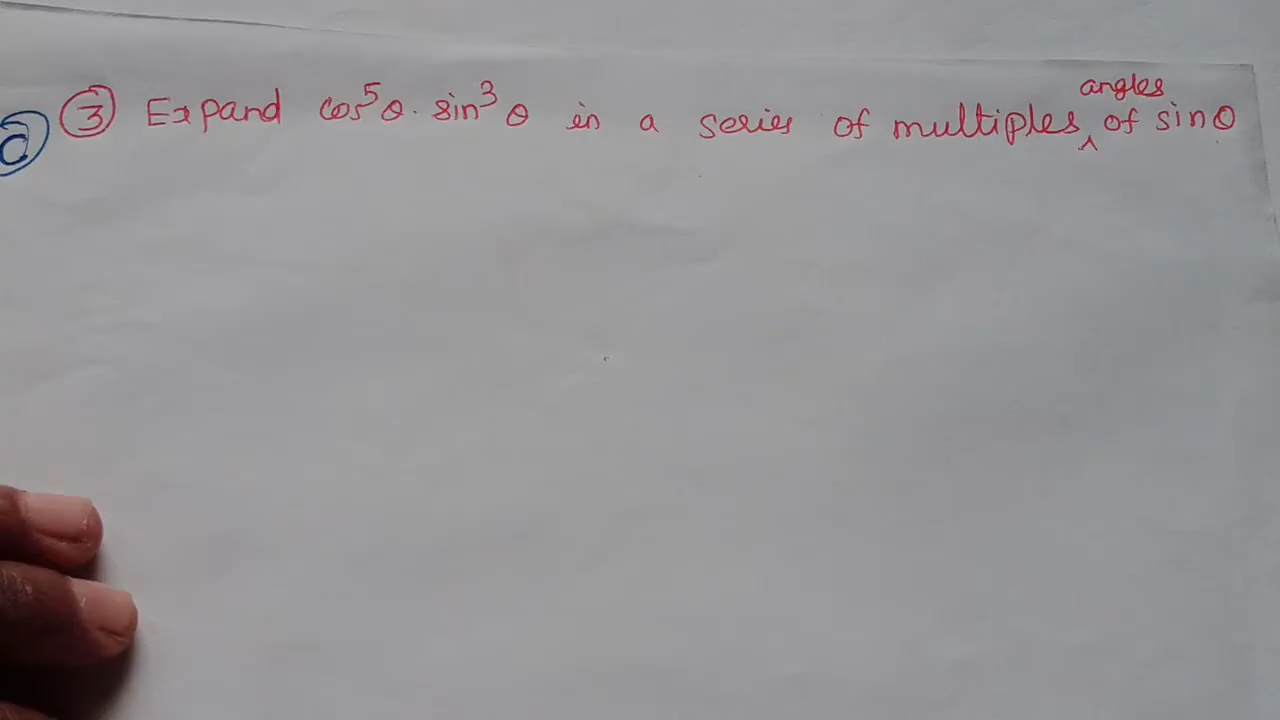 a ③ Expand cos⁵θ. sin³θ in a series of multiples angles of sinθ